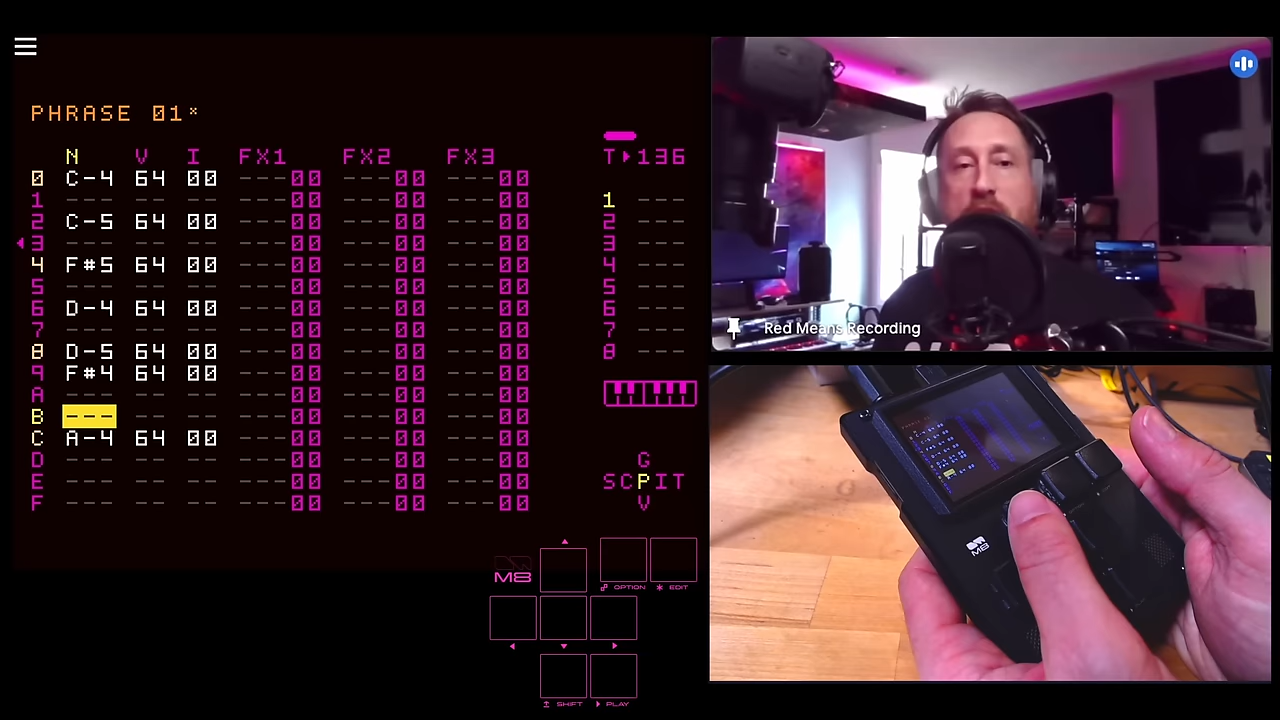 PHRASE 01*
N V I FX1 FX2 FX3 T 136
0 C-4 64 00 ---00 ---00 ---00
1 --- -- -- ---00 ---00 ---00 1 ---
2 C-5 64 00 ---00 ---00 ---00 2 ---
3 --- -- -- ---00 ---00 ---00 3 ---
4 F#5 64 00 ---00 ---00 ---00 4 ---
5 --- -- -- ---00 ---00 ---00 5 ---
6 D-4 64 00 ---00 ---00 ---00 6 ---
7 --- -- -- ---00 ---00 ---00 7 ---
8 D-5 64 00 ---00 ---00 ---00 8 ---
9 F#4 64 00 ---00 ---00 ---00
A --- -- -- ---00 ---00 ---00
B --- -- -- ---00 ---00 ---00
C A-4 64 00 ---00 ---00 ---00
D --- -- -- ---00 ---00 ---00 G
E --- -- -- ---00 ---00 ---00 SCPIT
F --- -- -- ---00 ---00 ---00 V
M8
OPTION EDIT
SHIFT PLAY
Red Means Recording
M8